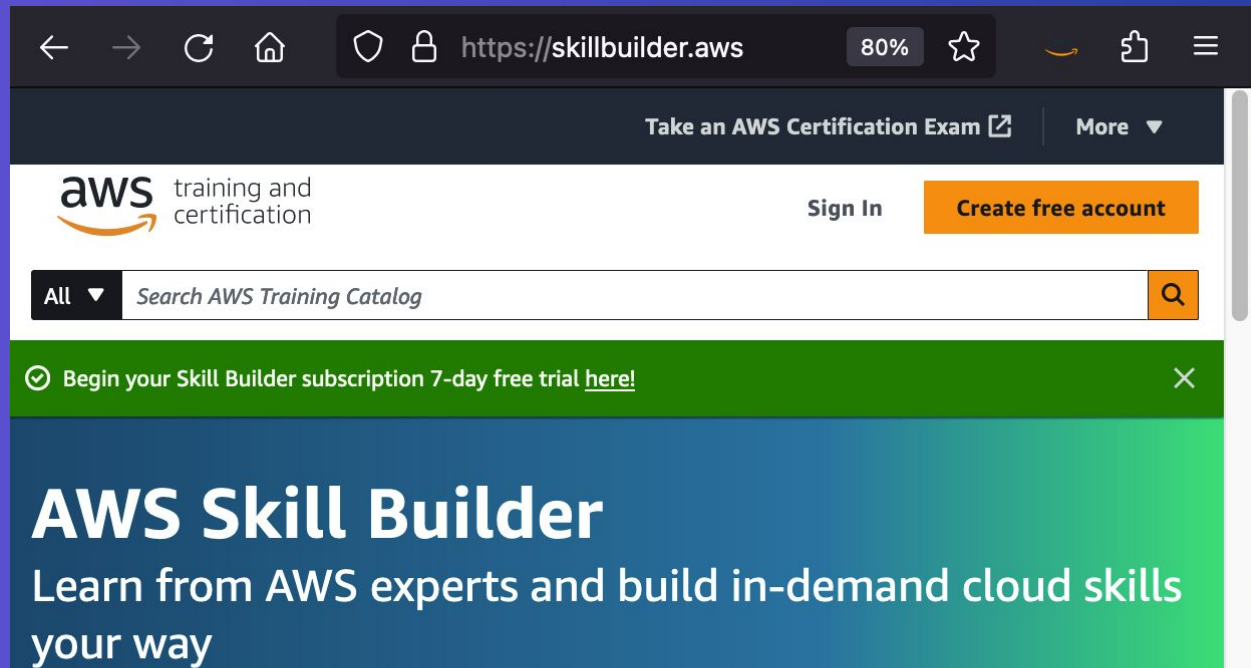 https://skillbuilder.aws 80%
Take an AWS Certification Exam More
aws training and
certification
Sign In Create free account
All Search AWS Training Catalog
Begin your Skill Builder subscription 7-day free trial here!
AWS Skill Builder
Learn from AWS experts and build in-demand cloud skills
your way